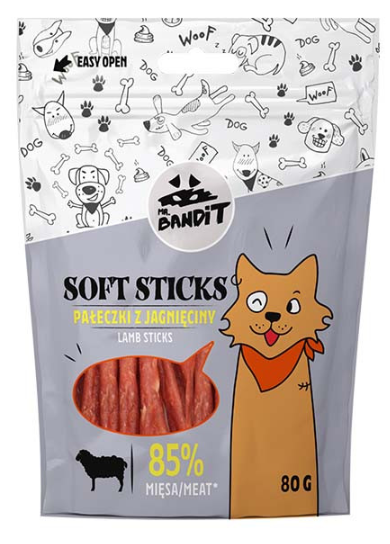 WOOF
DOG
EASY OPEN
DOG
WOOF
DOG
DOG
MR.
BANDIT
SOFT STICKS
PAŁECZKI Z JAGNIĘCINY
LAMB STICKS
85%
MIĘSA/MEAT*
80 G